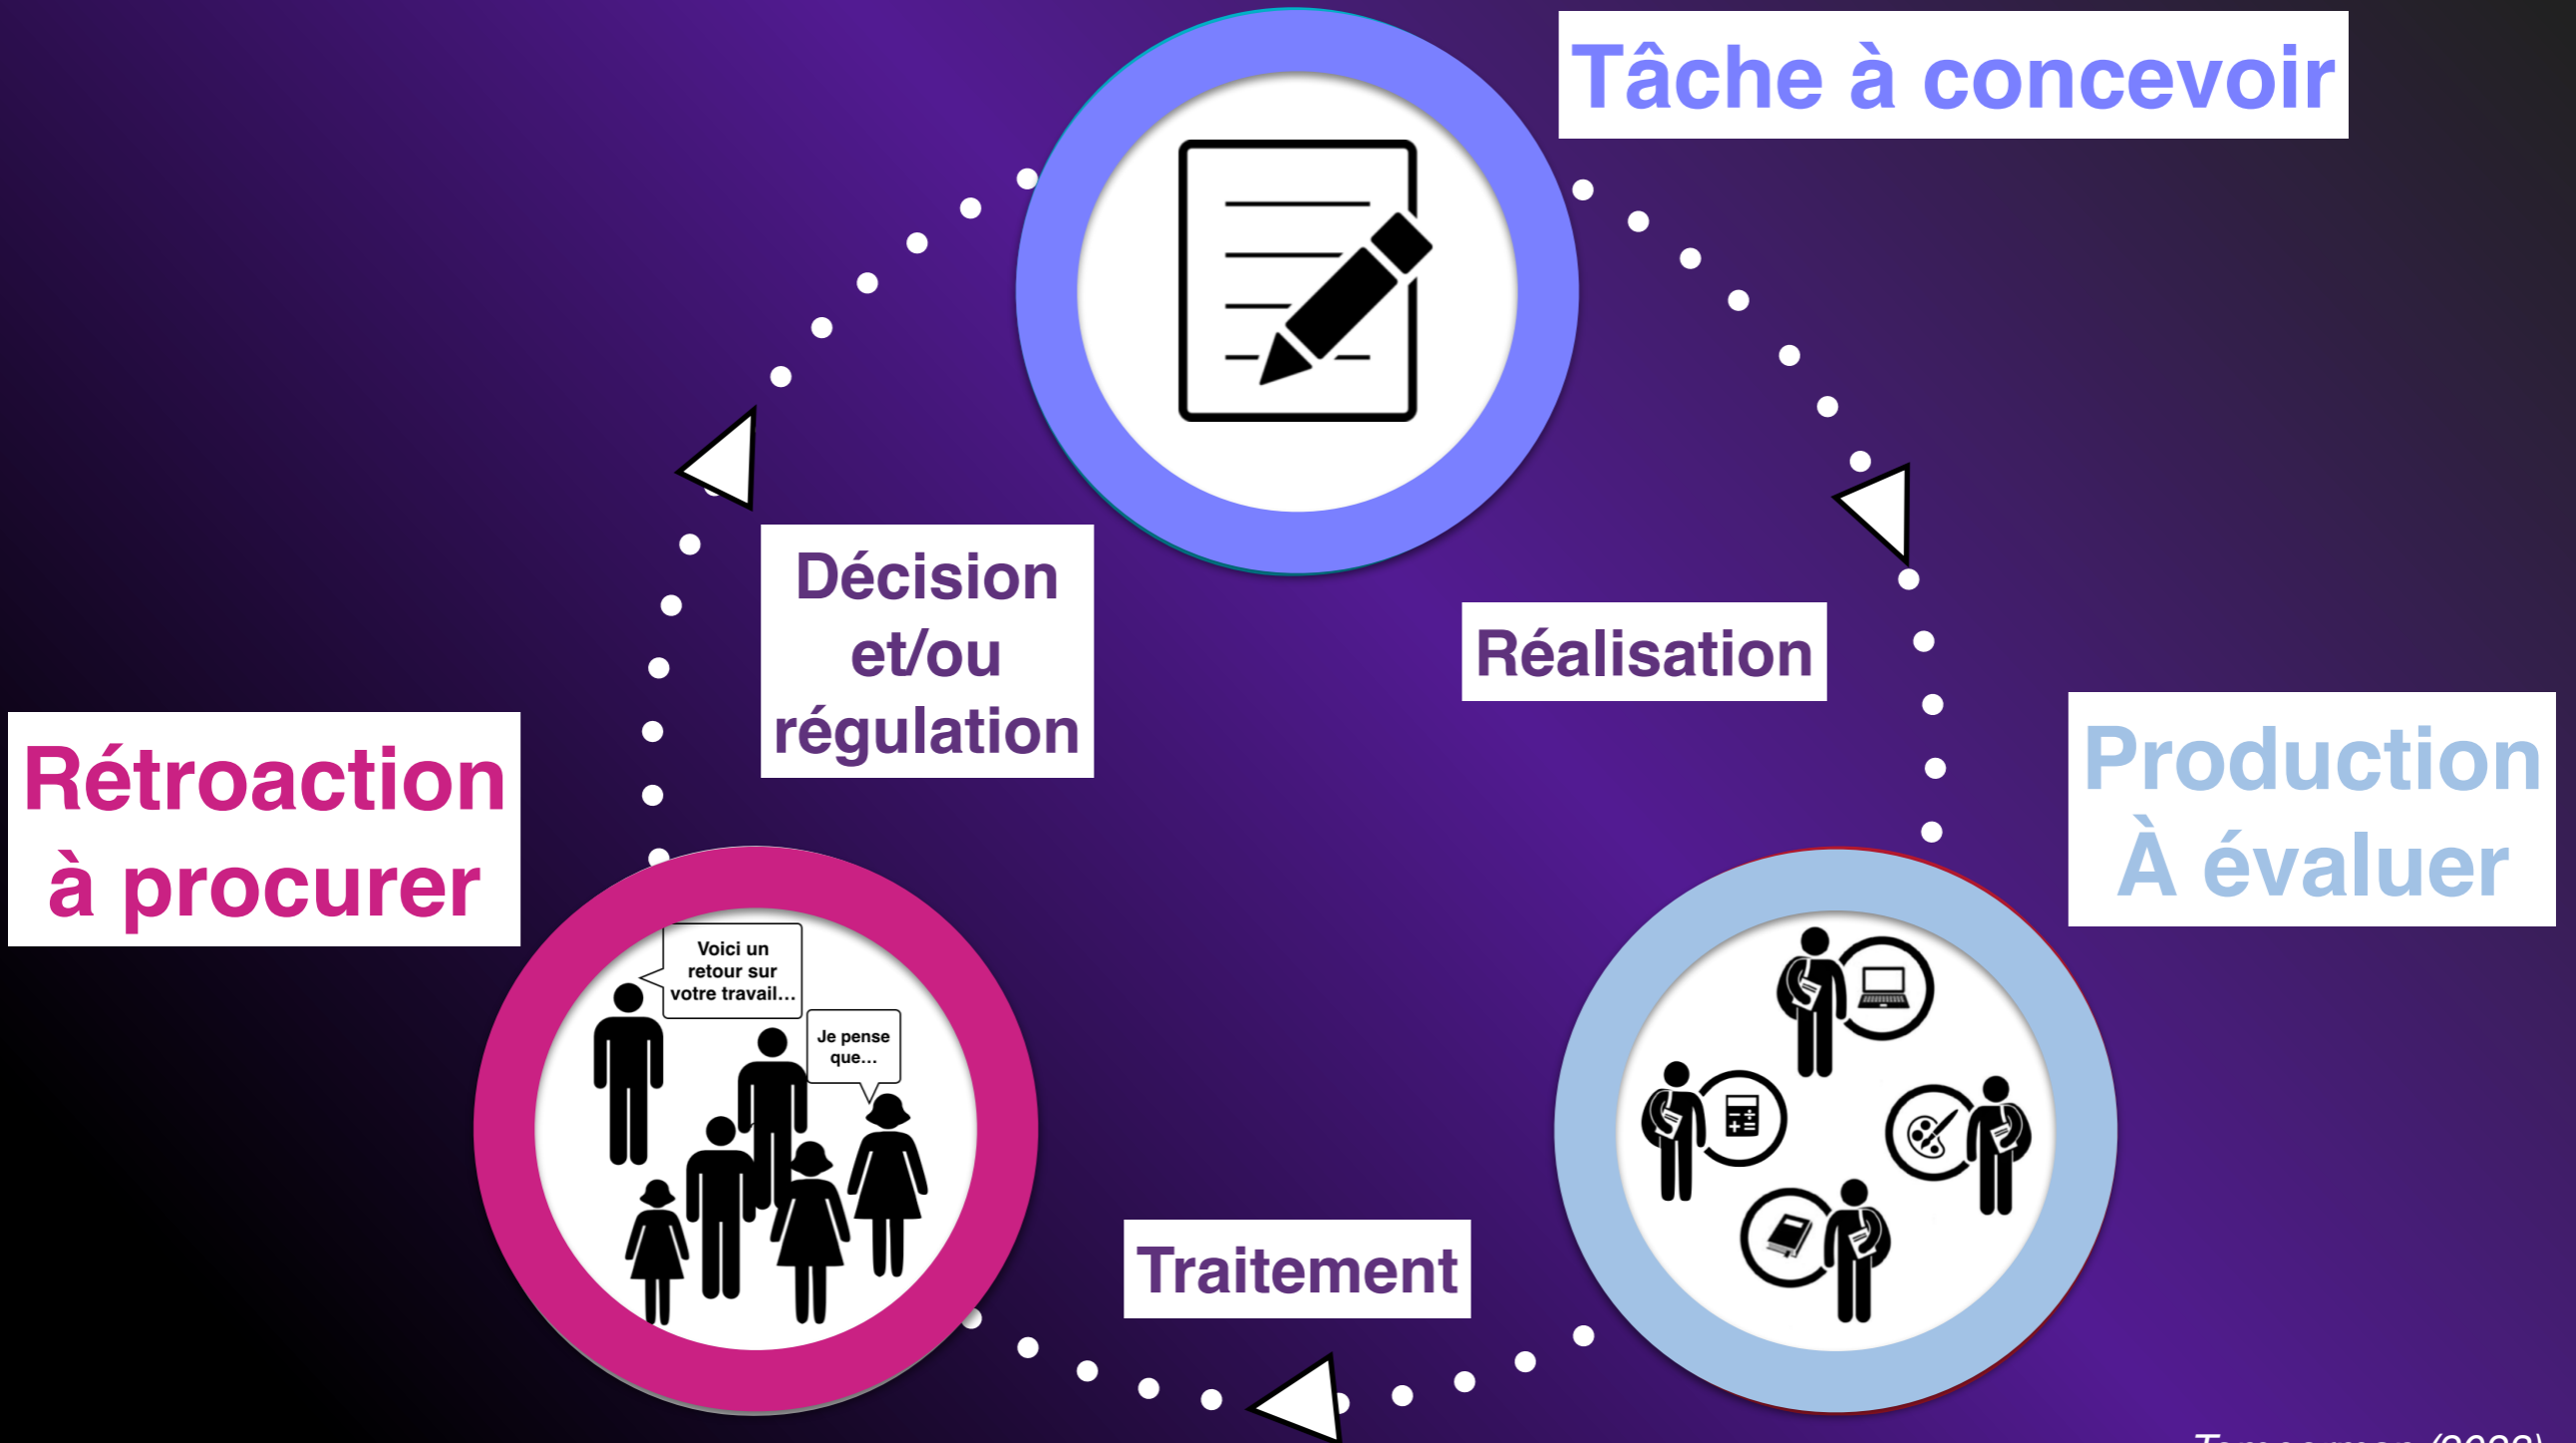 Tâche à concevoir
Décision
et/ou
régulation
Réalisation
Rétroaction
à procurer
Production
À évaluer
Voici un
retour sur
votre travail...
Je pense
que...
Traitement